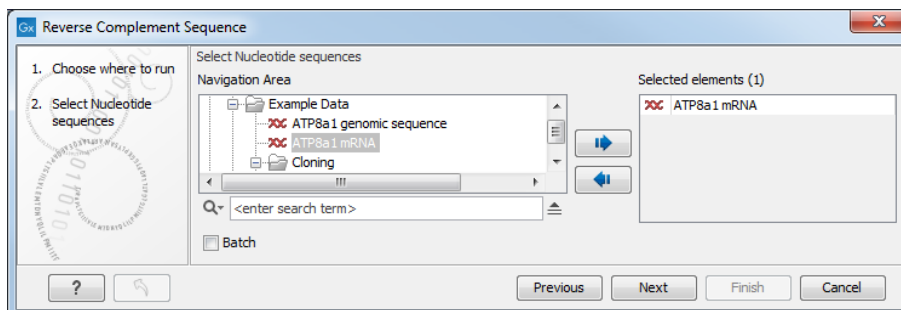 Gx Reverse Complement Sequence
1. Choose where to run
2. Select Nucleotide
sequences
Select Nucleotide sequences
Navigation Area
Example Data
ATP8a1 genomic sequence
ATP8a1 mRNA
Cloning
<enter search term>
Batch
Selected elements (1)
ATP8a1 mRNA
?
Previous
Next
Finish
Cancel